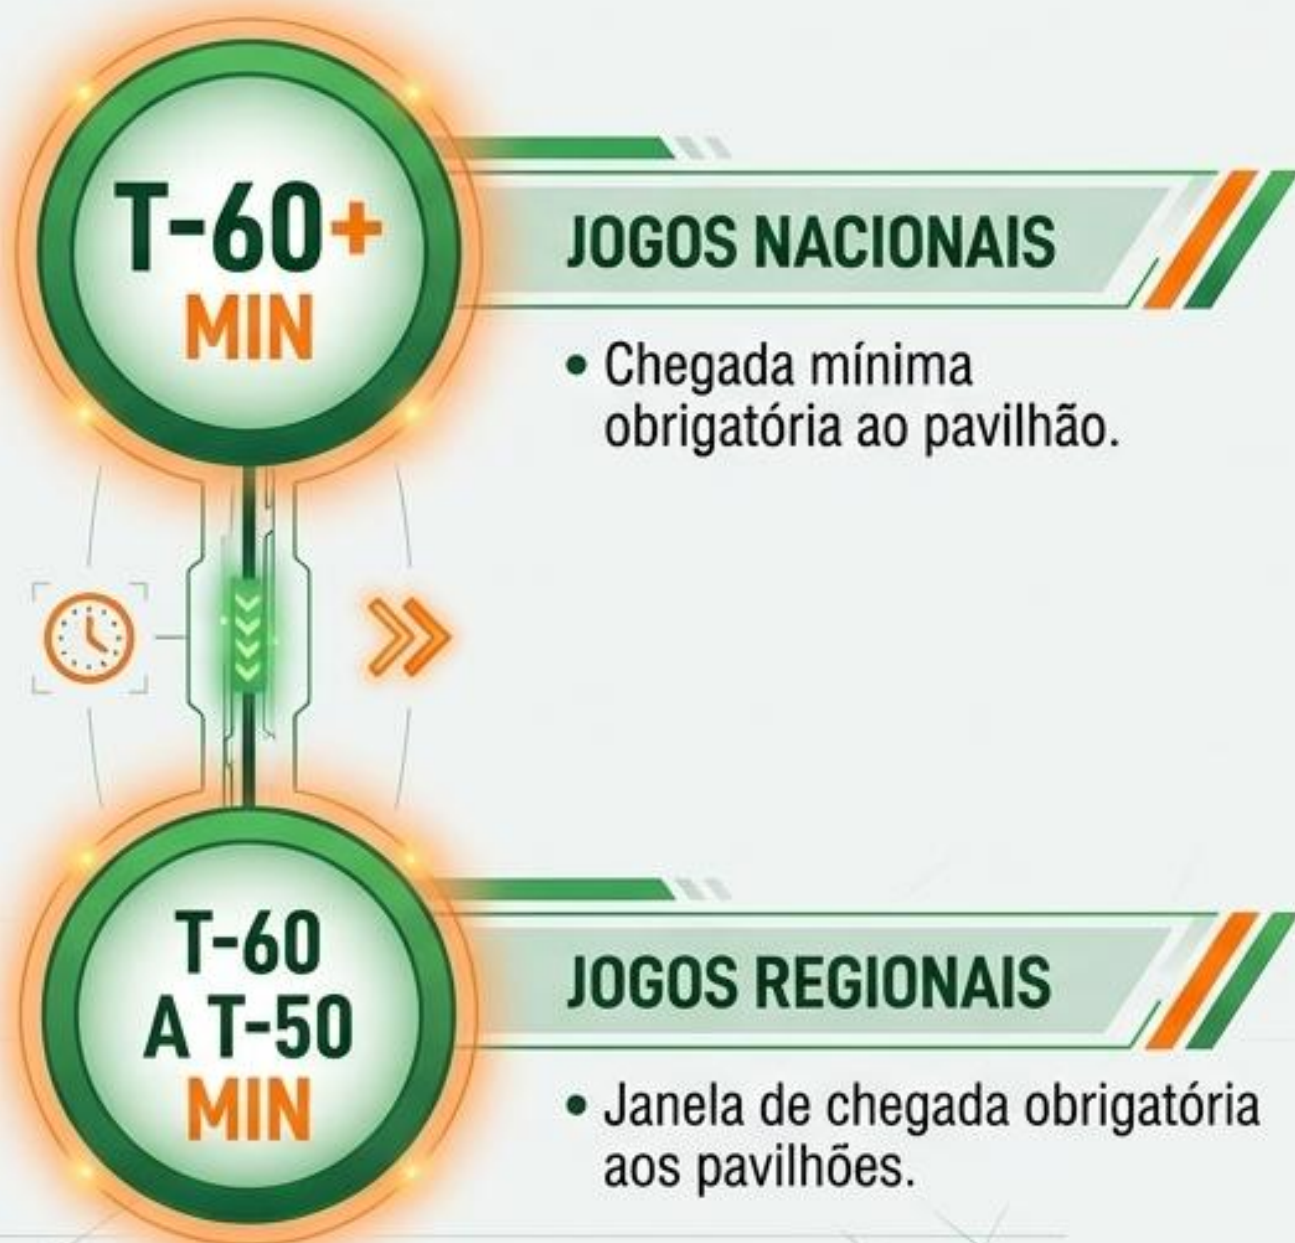 T-60+
MIN
JOGOS NACIONAIS
• Chegada mínima
obrigatória ao pavilhão.
T-60
A T-50
MIN
JOGOS REGIONAIS
• Janela de chegada obrigatória
aos pavilhões.